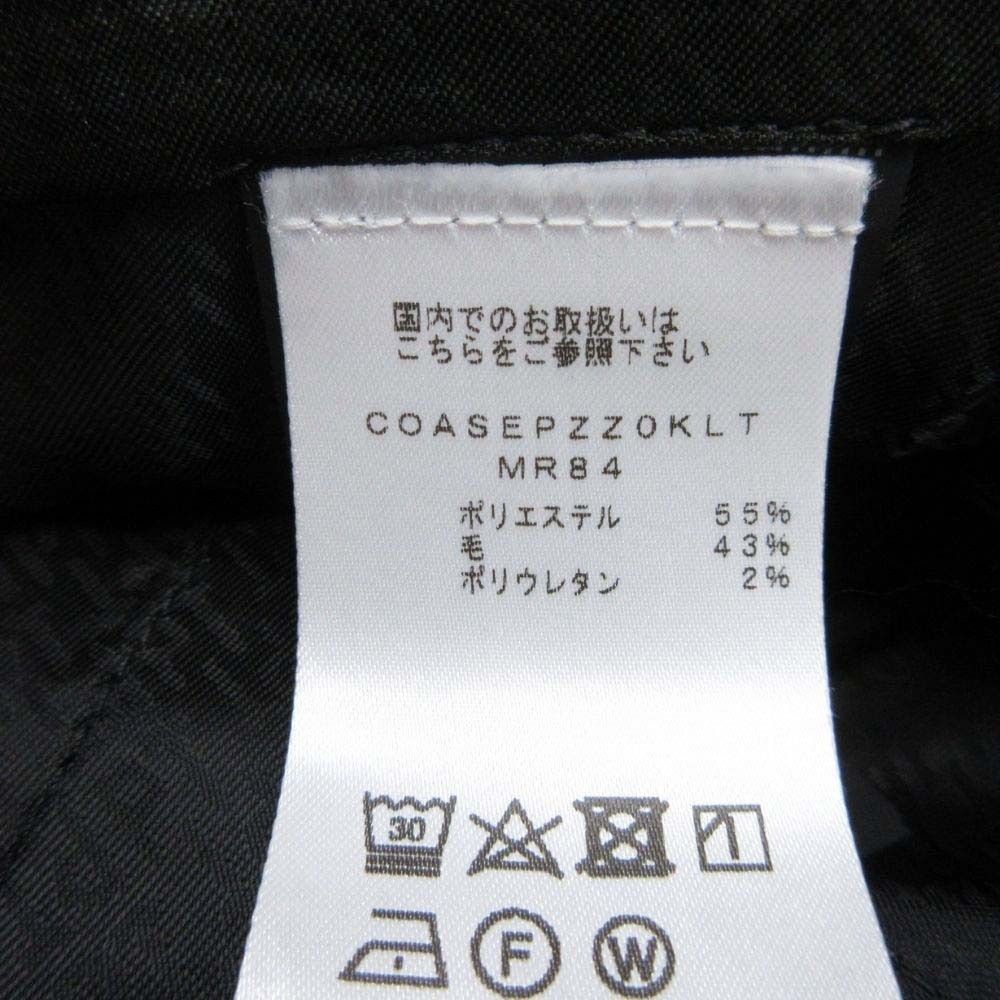 国内でのお取扱いは
こちらをご参照下さい
COASEPZZ0KLT
MR84
ポリエステル 55%
毛 43%
ポリウレタン 2%
30
F W